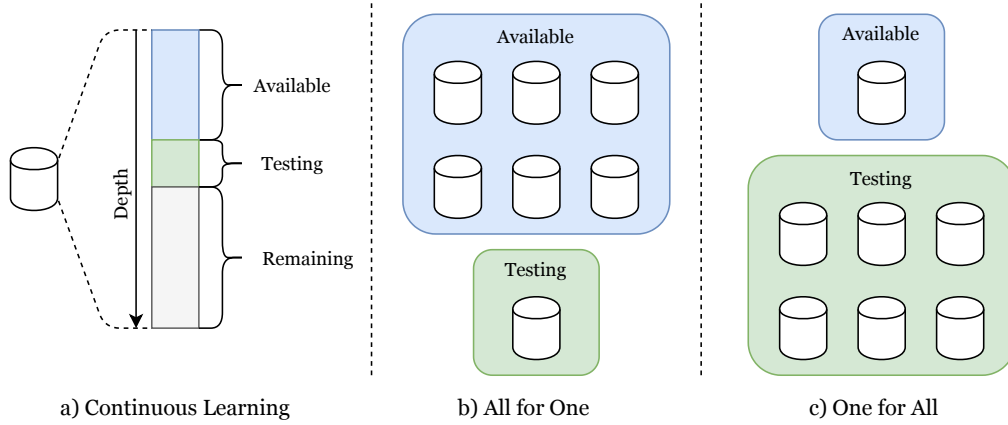 Available
Testing
Depth
Remaining
a) Continuous Learning
Available
Testing
b) All for One
Available
Testing
c) One for All